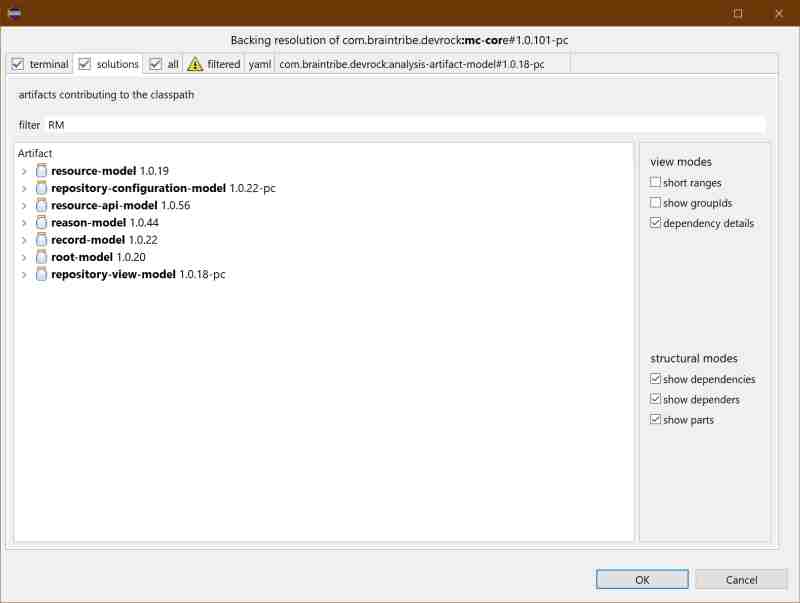 Backing resolution of com.braintribe.devrock:mc-core#1.0.101-pc
terminal solutions all filtered yaml com.braintribe.devrock:analysis-artifact-model#1.0.18-pc
artifacts contributing to the classpath
filter RM
Artifact
resource-model 1.0.19
repository-configuration-model 1.0.22-pc
resource-api-model 1.0.56
reason-model 1.0.44
record-model 1.0.22
root-model 1.0.20
repository-view-model 1.0.18-pc
view modes
short ranges
show groupIds
dependency details
structural modes
show dependencies
show dependers
show parts
OK Cancel